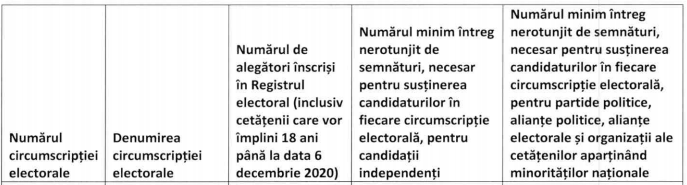 Numărul
circumscripției
electorale
Denumirea
circumscripției
electorale
Numărul de
alegători înscriși
în Registrul
electoral (inclusiv
cetățenii care vor
împlini 18 ani
până la data 6
decembrie 2020)
Numărul minim întreg
nerotunjit de
semnături, necesar
pentru susținerea
candidaturilor în
fiecare circumscripție
electorală, pentru
candidații
independenți
Numărul minim întreg
nerotunjit de semnături,
necesar pentru susținerea
candidaturilor în fiecare
circumscripție electorală,
pentru partide politice,
alianțe politice, alianțe
electorale și organizații ale
cetățenilor aparținând
minorităților naționale